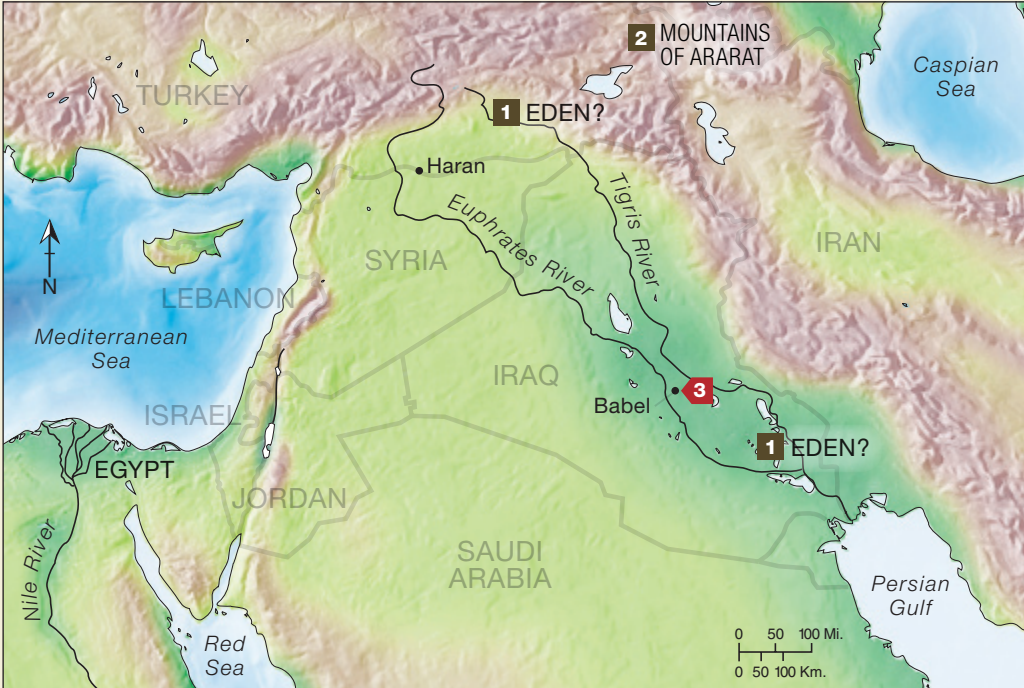 2 MOUNTAINS
OF ARARAT
Caspian
Sea
TURKEY
1 EDEN?
Haran
Tigris River
Euphrates River
IRAN
SYRIA
N
LEBANON
Mediterranean
Sea
IRAQ
3
Babel
ISRAEL
1 EDEN?
EGYPT
JORDAN
Nile River
SAUDI
ARABIA
Persian
Gulf
Red
Sea
0 50 100 Mi.
0 50 100 Km.